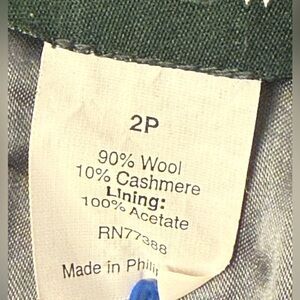 2P
90% Wool
10% Cashmere
Lining:
100% Acetate
RN77388
Made in